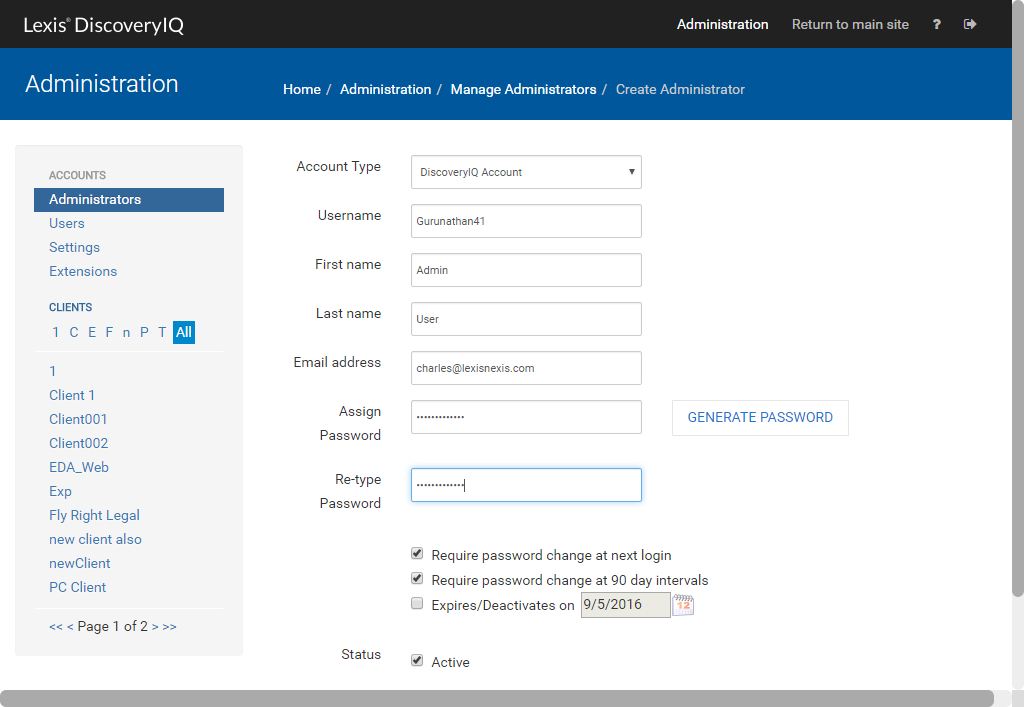 Lexis® DiscoveryIQ
Administration Return to main site ?
Administration
Home / Administration / Manage Administrators / Create Administrator
ACCOUNTS
Administrators
Users
Settings
Extensions
CLIENTS
1 C E F n P T All
1
Client 1
Client001
Client002
EDA_Web
Exp
Fly Right Legal
new client also
newClient
PC Client
<< < Page 1 of 2 > >>
Account Type DiscoveryIQ Account
Username Gurunathan41
First name Admin
Last name User
Email address charles@lexisnexis.com
Assign
Password
•••••••••••••
GENERATE PASSWORD
Re-type
Password
•••••••••••••
Require password change at next login
Require password change at 90 day intervals
Expires/Deactivates on 9/5/2016 12
Status Active